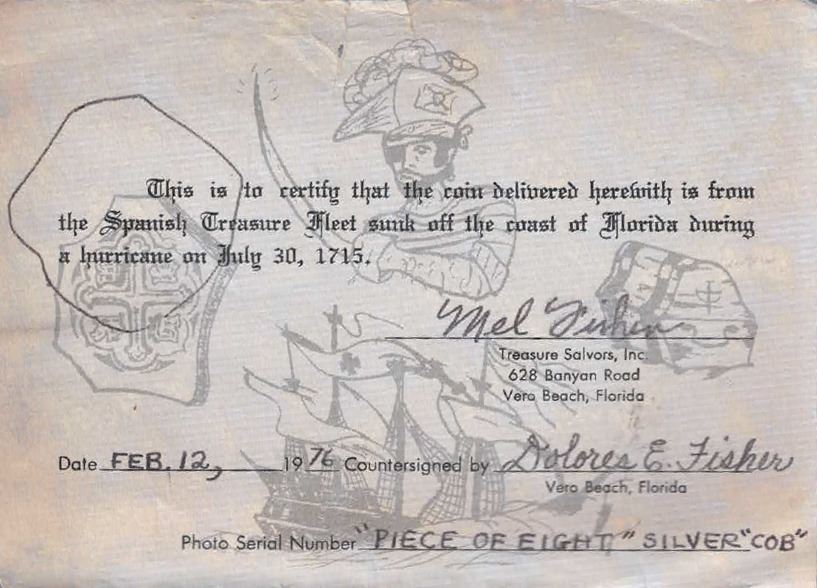 This is to certify that the coin delivered herewith is from
the Spanish Treasure Fleet sunk off the coast of Florida during
a hurricane on July 30, 1715.
Mel Fisher
Treasure Salvors, Inc.
628 Banyan Road
Vero Beach, Florida
Date FEB. 12, 1976 Countersigned by Dolores E. Fisher
Vero Beach, Florida
Photo Serial Number "PIECE OF EIGHT" SILVER "COB"